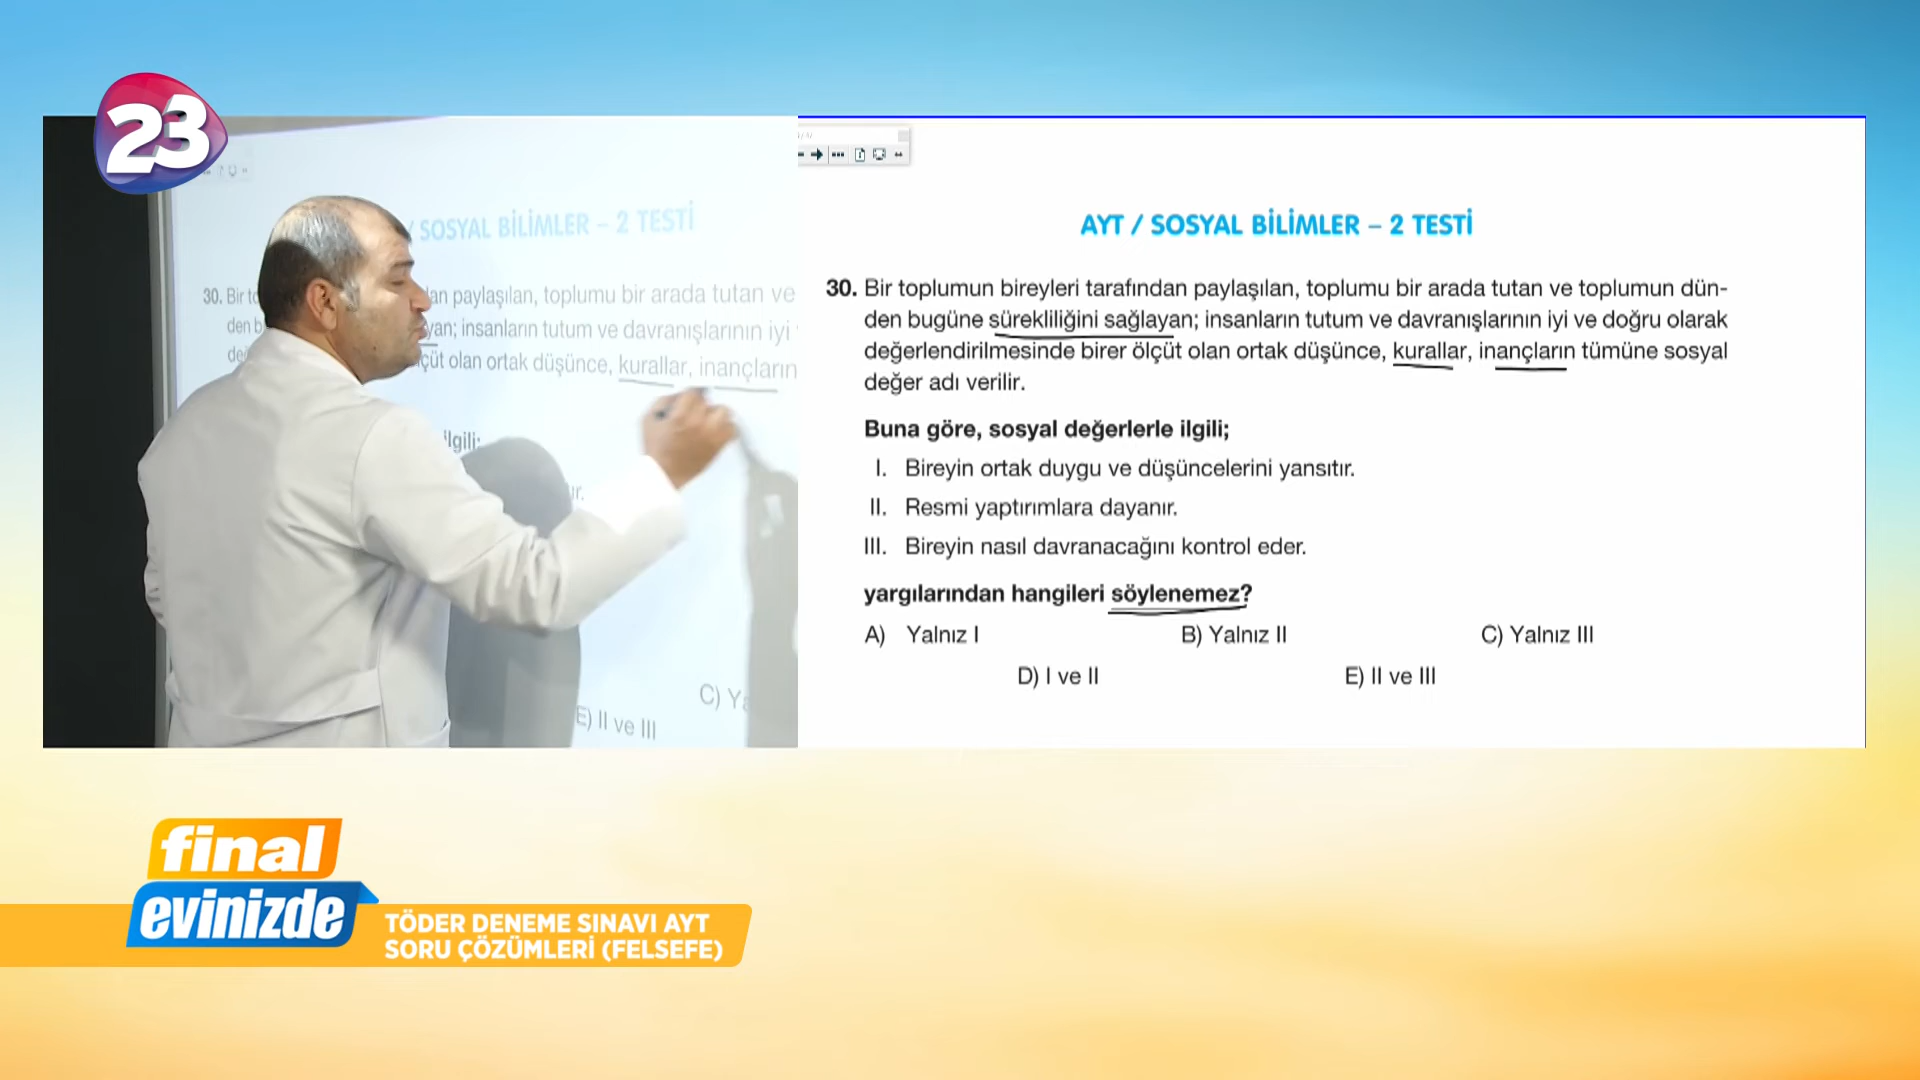 23
/ SOSYAL BİLİMLER – 2 TESTİ
30. Bir
dan paylaşılan, toplumu bir arada tutan ve
yan; insanların tutum ve davranışlarının iyi
olan ortak düşünce, kurallar, inançların
ilgili:
C)
E) II ve III
AYT / SOSYAL BİLİMLER – 2 TESTİ
30. Bir toplumun bireyleri tarafından paylaşılan, toplumu bir arada tutan ve toplumun dün-
den bugüne sürekliliğini sağlayan; insanların tutum ve davranışlarının iyi ve doğru olarak
değerlendirilmesinde birer ölçüt olan ortak düşünce, kurallar, inançların tümüne sosyal
değer adı verilir.
Buna göre, sosyal değerlerle ilgili;
I. Bireyin ortak duygu ve düşüncelerini yansıtır.
II. Resmi yaptırımlara dayanır.
III. Bireyin nasıl davranacağını kontrol eder.
yargılarından hangileri söylenemez?
A) Yalnız I B) Yalnız II C) Yalnız III
D) I ve II E) II ve III
final
evinizde
TÖDER DENEME SINAVI AYT
SORU ÇÖZÜMLERİ (FELSEFE)